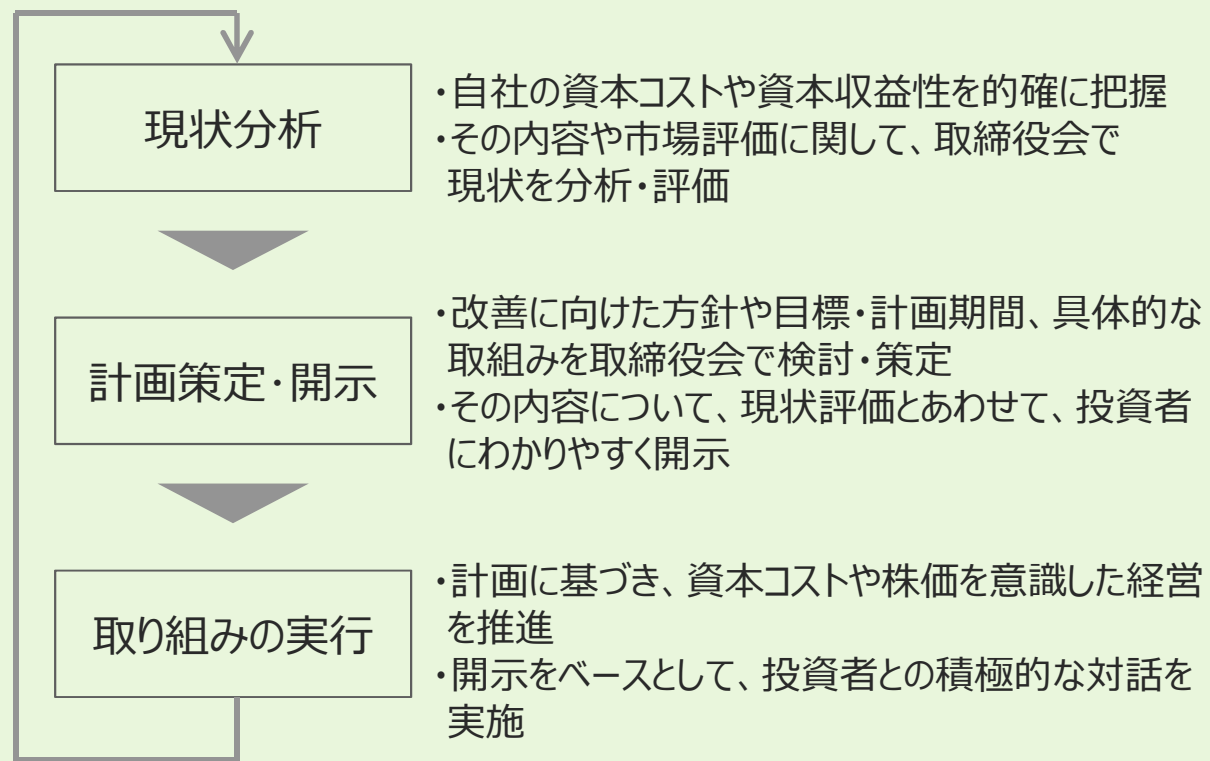 現状分析
・自社の資本コストや資本収益性を的確に把握
・その内容や市場評価に関して、取締役会で
現状を分析・評価
計画策定・開示
・改善に向けた方針や目標・計画期間、具体的な
取組みを取締役会で検討・策定
・その内容について、現状評価とあわせて、投資者
にわかりやすく開示
取り組みの実行
・計画に基づき、資本コストや株価を意識した経営
を推進
・開示をベースとして、投資者との積極的な対話を
実施